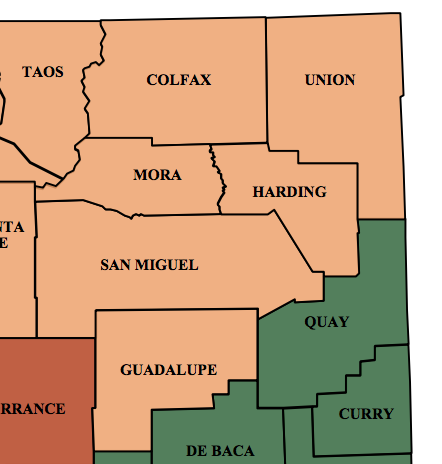 TAOS
COLFAX
UNION
MORA
HARDING
NTA
E
SAN MIGUEL
QUAY
GUADALUPE
RRANCE
CURRY
DE BACA